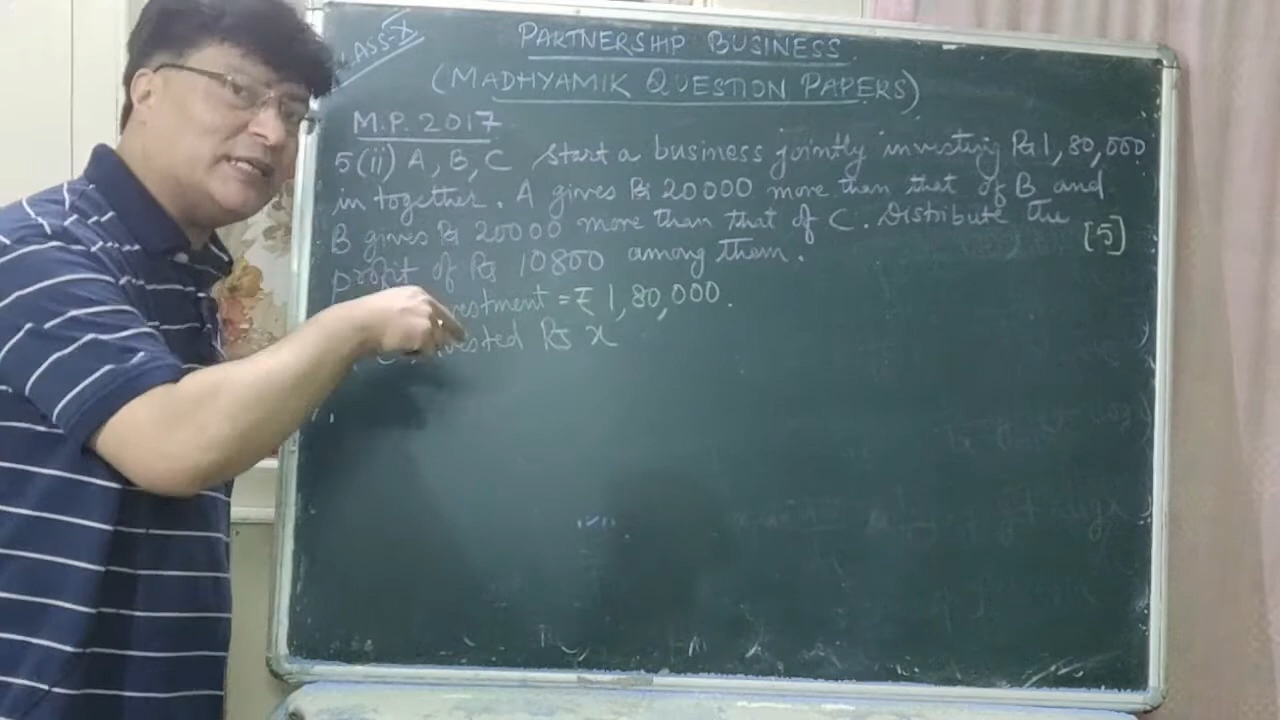 CLASS-X
PARTNERSHIP BUSINESS
(MADHYAMIK QUESTION PAPERS)
M.P. 2017
5(ii) A, B, C start a business jointly investing Rs 1,80,000
in together. A gives Rs 20000 more than that of B and
B gives Rs 20000 more than that of C. Distribute the
profit of Rs 10800 among them. [5]
= ₹ 1,80,000.
Rs x